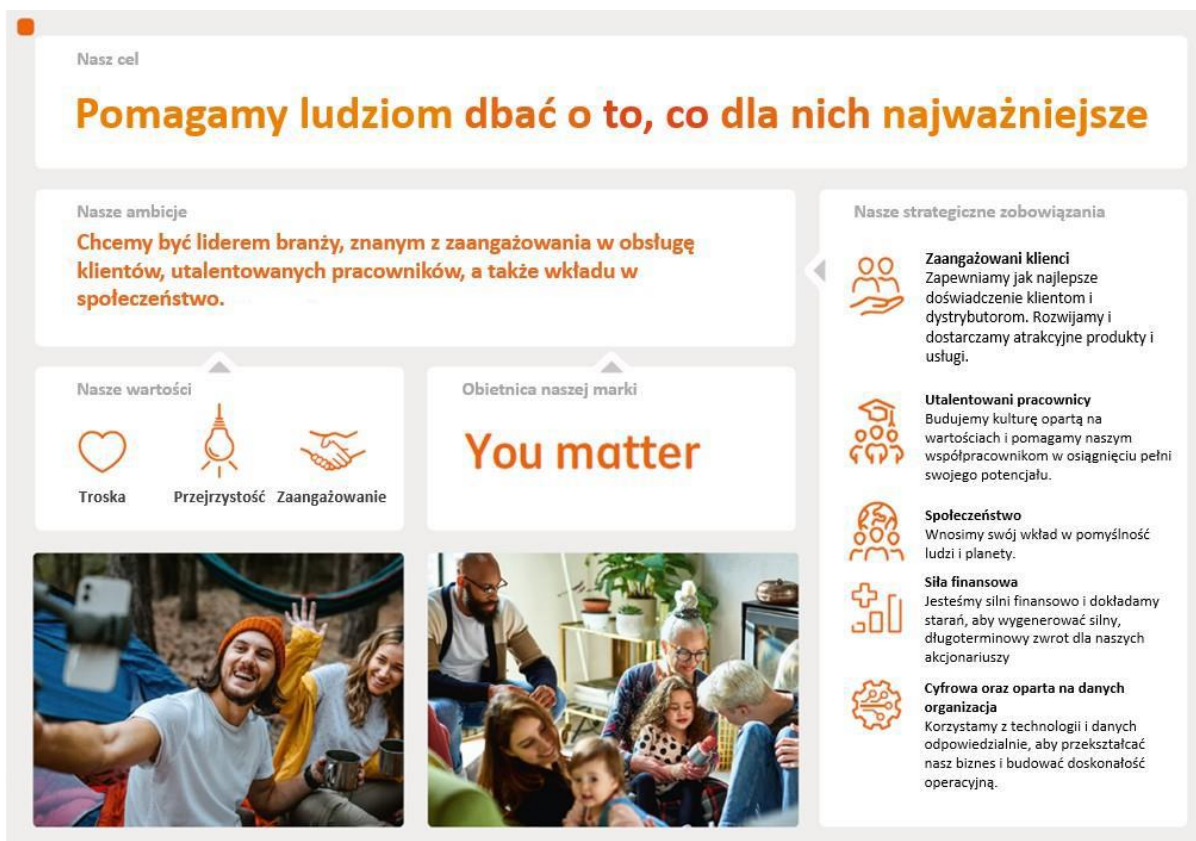 Nasz cel
Pomagamy ludziom dbać o to, co dla nich najważniejsze
Nasze ambicje
Chcemy być liderem branży, znanym z zaangażowania w obsługę
klientów, utalentowanych pracowników, a także wkładu w
społeczeństwo.
Nasze wartości
Troska
Przejrzystość
Zaangażowanie
Obietnica naszej marki
You matter
Nasze strategiczne zobowiązania
Zaangażowani klienci
Zapewniamy jak najlepsze
doświadczenie klientom i
dystrybutorom. Rozwijamy i
dostarczamy atrakcyjne produkty i
usługi.
Utalentowani pracownicy
Budujemy kulturę opartą na
wartościach i pomagamy naszym
współpracownikom w osiągnięciu pełni
swojego potencjału.
Społeczeństwo
Wnosimy swój wkład w pomyślność
ludzi i planety.
Siła finansowa
Jesteśmy silni finansowo i dokładamy
starań, aby wygenerować silny,
długoterminowy zwrot dla naszych
akcjonariuszy
Cyfrowa oraz oparta na danych
organizacja
Korzystamy z technologii i danych
odpowiedzialnie, aby przekształcać
nasz biznes i budować doskonałość
operacyjną.